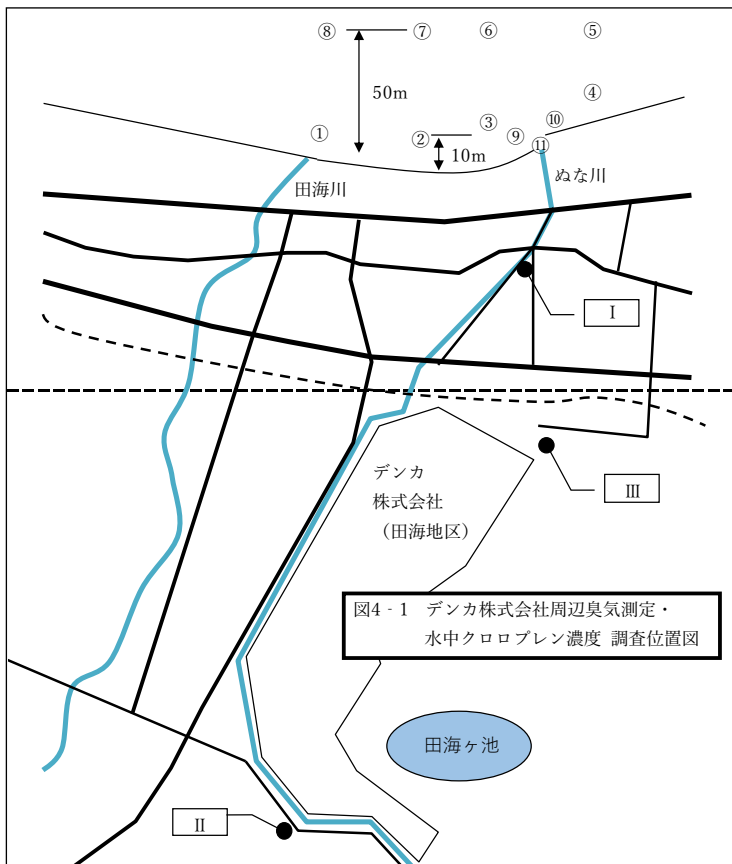 ⑧ ⑦ ⑥ ⑤
50m
④
③
⑩
①
②
⑨
⑪
10m
田海川
ぬな川
Ⅰ
デンカ
株式会社
（田海地区）
Ⅲ
図4‐1 デンカ株式会社周辺臭気測定・
水中クロロプレン濃度 調査位置図
田海ヶ池
Ⅱ